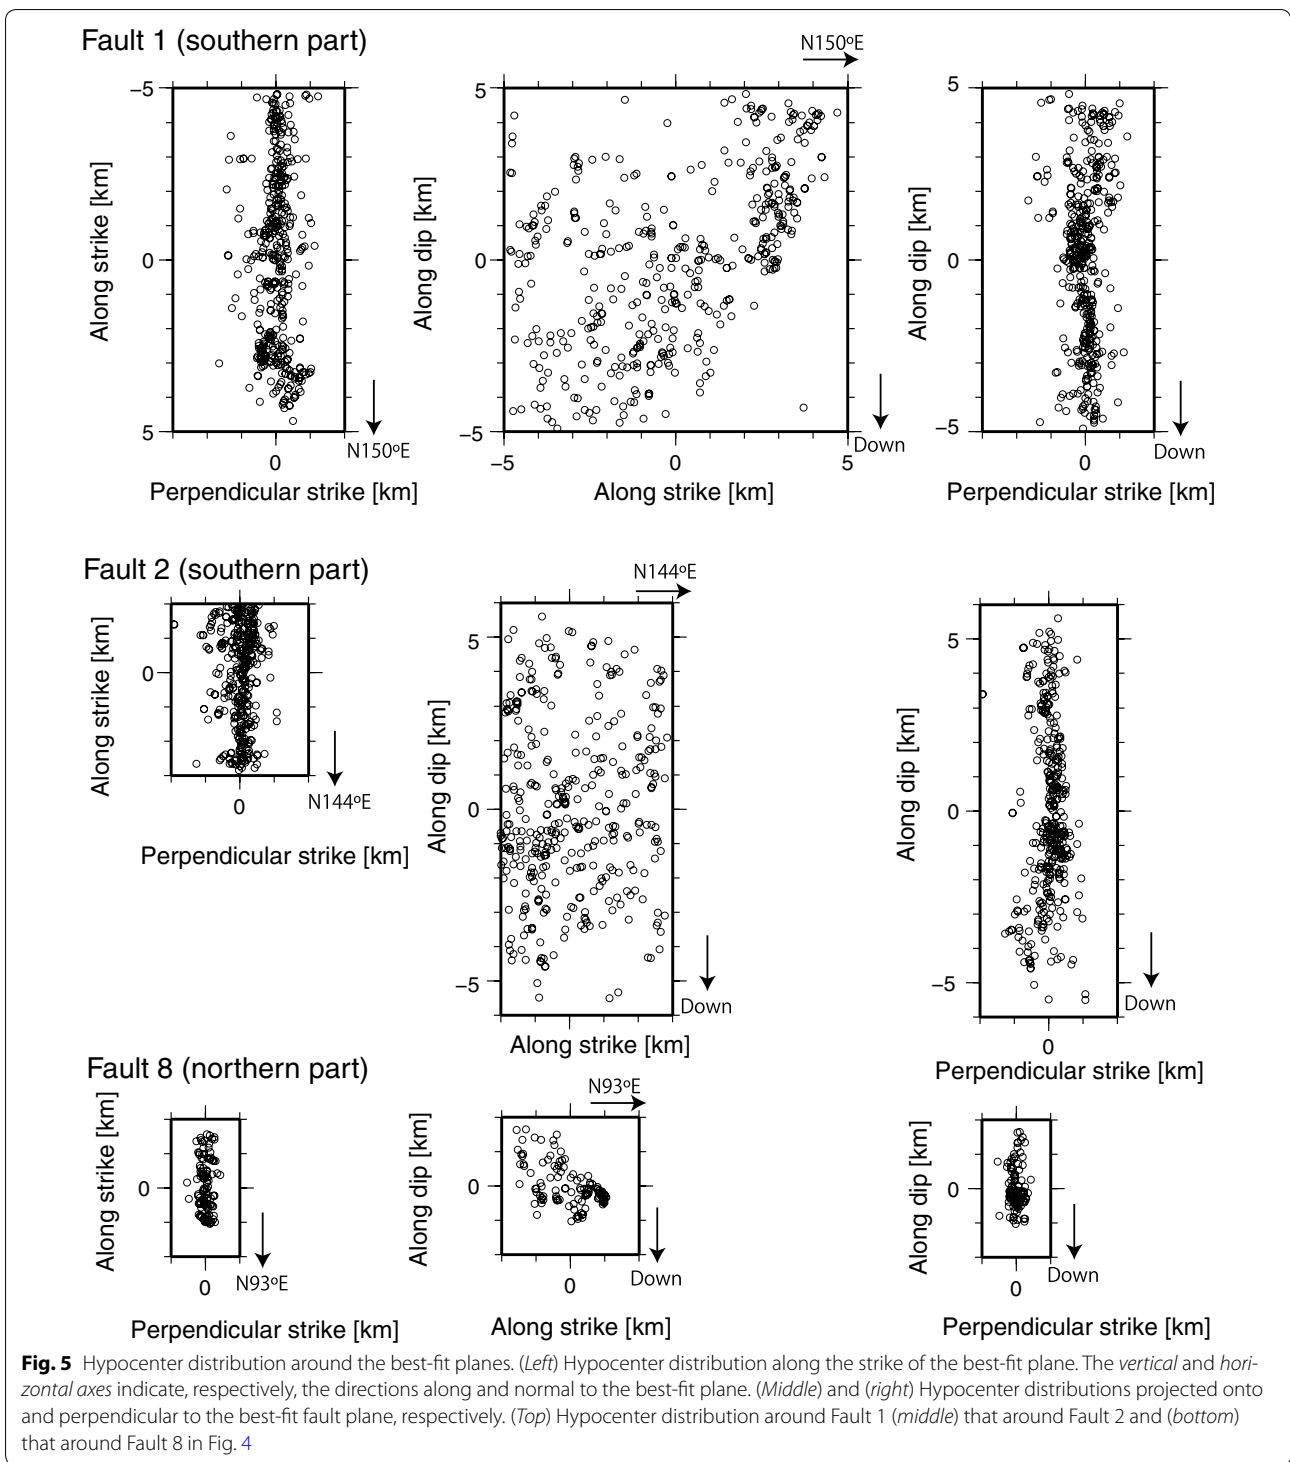 Fault 1 (southern part)
N150ºE
−5
0
5
Along strike [km]
0
N150ºE
Perpendicular strike [km]
5
0
−5
Along dip [km]
−5
0
5
Down
Along strike [km]
5
0
−5
Along dip [km]
0
Down
Perpendicular strike [km]
Fault 2 (southern part)
N144ºE
0
Along strike [km]
0
N144ºE
Perpendicular strike [km]
5
0
−5
Along dip [km]
Down
Along strike [km]
5
0
−5
Along dip [km]
Down
0
Perpendicular strike [km]
Fault 8 (northern part)
N93ºE
0
Along strike [km]
0
N93ºE
Perpendicular strike [km]
0
Along dip [km]
0
Down
Along strike [km]
0
Along dip [km]
0
Down
Perpendicular strike [km]
Fig. 5 Hypocenter distribution around the best-fit planes. (Left) Hypocenter distribution along the strike of the best-fit plane. The vertical and hori-
zontal axes indicate, respectively, the directions along and normal to the best-fit plane. (Middle) and (right) Hypocenter distributions projected onto
and perpendicular to the best-fit fault plane, respectively. (Top) Hypocenter distribution around Fault 1 (middle) that around Fault 2 and (bottom)
that around Fault 8 in Fig. 4